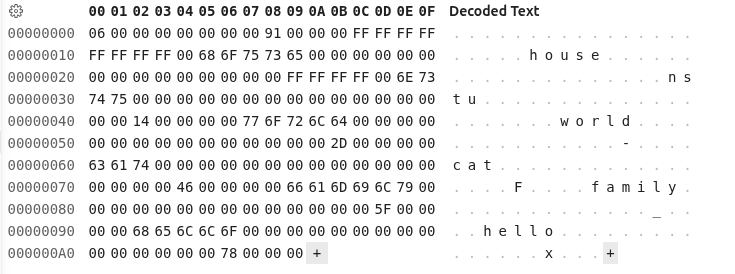 00 01 02 03 04 05 06 07 08 09 0A 0B 0C 0D 0E 0F Decoded Text
00000000 06 00 00 00 00 00 00 00 91 00 00 00 FF FF FF FF . . . . . . . . . . . . . . . .
00000010 FF FF FF FF 00 68 6F 75 73 65 00 00 00 00 00 00 . . . . . h o u s e . . . . . .
00000020 00 00 00 00 00 00 00 00 00 FF FF FF FF 00 6E 73 . . . . . . . . . . . . . . n s
00000030 74 75 00 00 00 00 00 00 00 00 00 00 00 00 00 00 t u . . . . . . . . . . . . . .
00000040 00 00 14 00 00 00 00 77 6F 72 6C 64 00 00 00 00 . . . . . . . w o r l d . . . .
00000050 00 00 00 00 00 00 00 00 00 00 00 2D 00 00 00 00 . . . . . . . . . . . - . . . .
00000060 63 61 74 00 00 00 00 00 00 00 00 00 00 00 00 00 c a t . . . . . . . . . . . . .
00000070 00 00 00 00 46 00 00 00 00 66 61 6D 69 6C 79 00 . . . . F . . . . f a m i l y .
00000080 00 00 00 00 00 00 00 00 00 00 00 00 00 5F 00 00 . . . . . . . . . . . . . _ . .
00000090 00 00 68 65 6C 6C 6F 00 00 00 00 00 00 00 00 00 . . h e l l o . . . . . . . . .
000000A0 00 00 00 00 00 00 78 00 00 00 + . . . . . . x . . . +